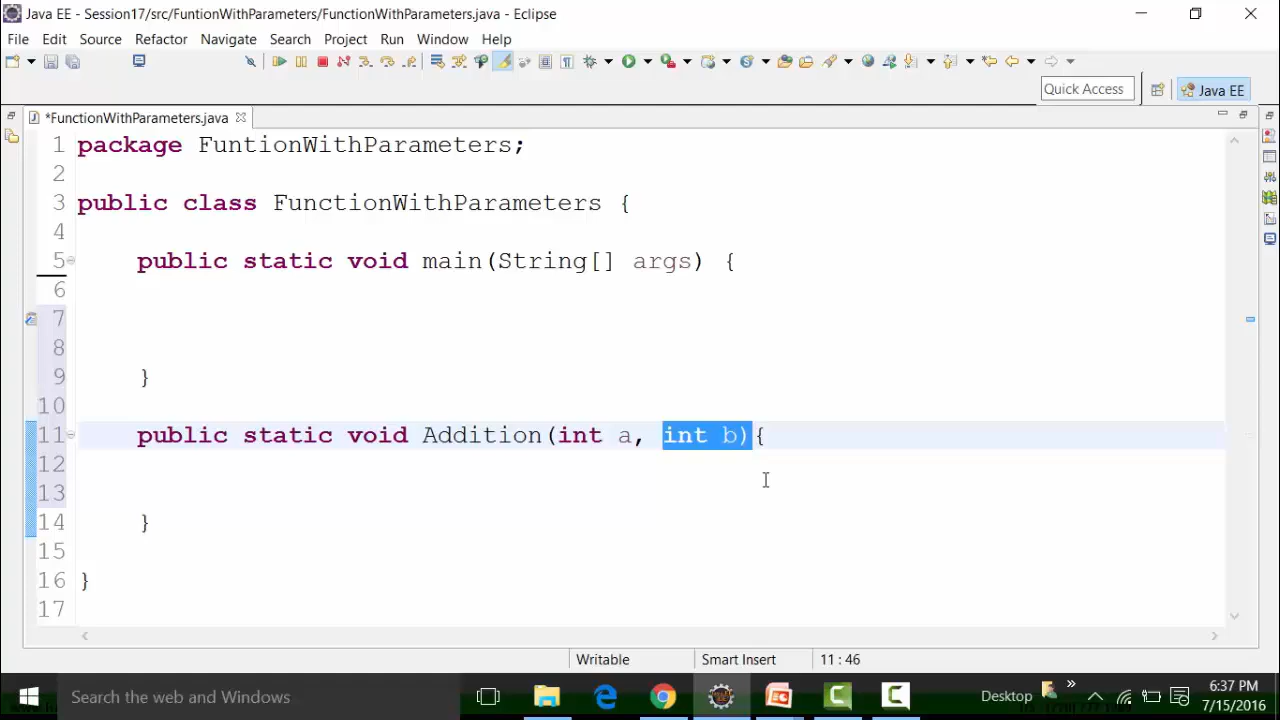 Java EE - Session17/src/FuntionWithParameters/FunctionWithParameters.java - Eclipse
File Edit Source Refactor Navigate Search Project Run Window Help
Quick Access
Java EE
*FunctionWithParameters.java
1 package FuntionWithParameters;
2
3 public class FunctionWithParameters {
4
5 public static void main(String[] args) {
6
7
8
9 }
10
11 public static void Addition(int a, int b){
12
13
14 }
15
16 }
17
Writable Smart Insert 11 : 46
Search the web and Windows
Desktop
6:37 PM
7/15/2016